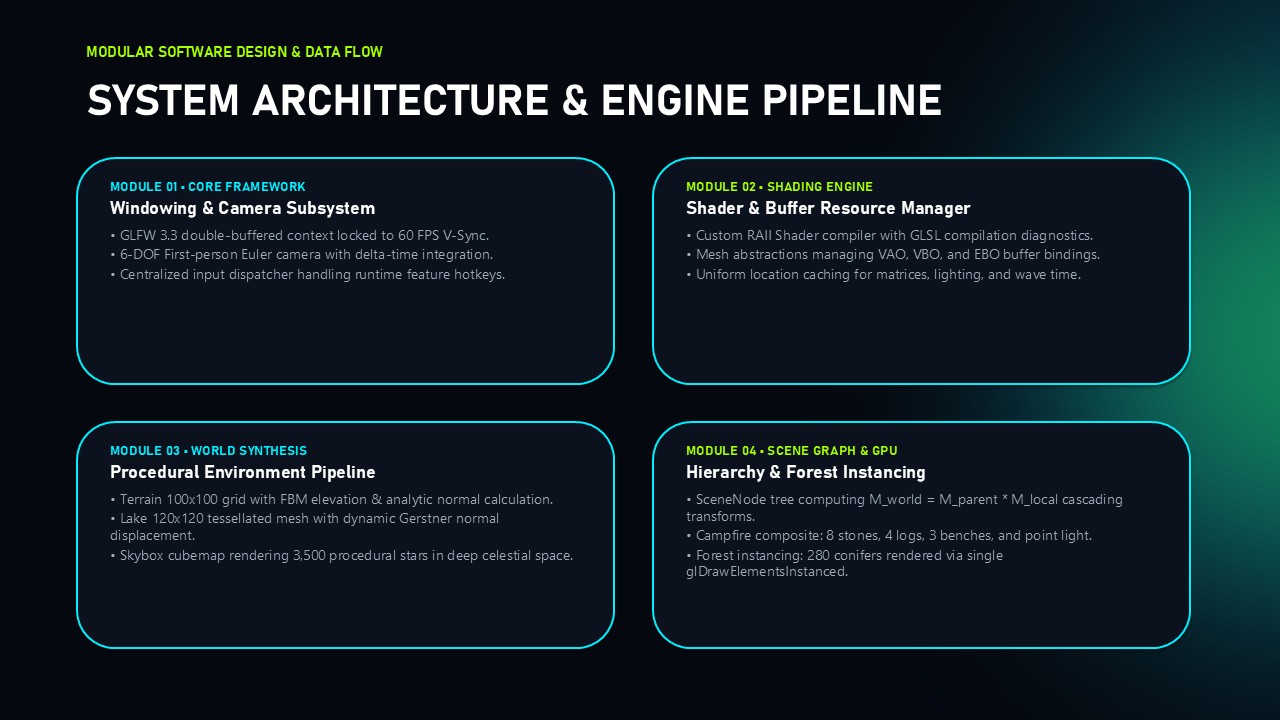 MODULAR SOFTWARE DESIGN & DATA FLOW
SYSTEM ARCHITECTURE & ENGINE PIPELINE
MODULE 01 • CORE FRAMEWORK
Windowing & Camera Subsystem
• GLFW 3.3 double-buffered context locked to 60 FPS V-Sync.
• 6-DOF First-person Euler camera with delta-time integration.
• Centralized input dispatcher handling runtime feature hotkeys.
MODULE 02 • SHADING ENGINE
Shader & Buffer Resource Manager
• Custom RAII Shader compiler with GLSL compilation diagnostics.
• Mesh abstractions managing VAO, VBO, and EBO buffer bindings.
• Uniform location caching for matrices, lighting, and wave time.
MODULE 03 • WORLD SYNTHESIS
Procedural Environment Pipeline
• Terrain 100x100 grid with FBM elevation & analytic normal calculation.
• Lake 120x120 tessellated mesh with dynamic Gerstner normal
displacement.
• Skybox cubemap rendering 3,500 procedural stars in deep celestial space.
MODULE 04 • SCENE GRAPH & GPU
Hierarchy & Forest Instancing
• SceneNode tree computing M_world = M_parent * M_local cascading
transforms.
• Campfire composite: 8 stones, 4 logs, 3 benches, and point light.
• Forest instancing: 280 conifers rendered via single
glDrawElementsInstanced.